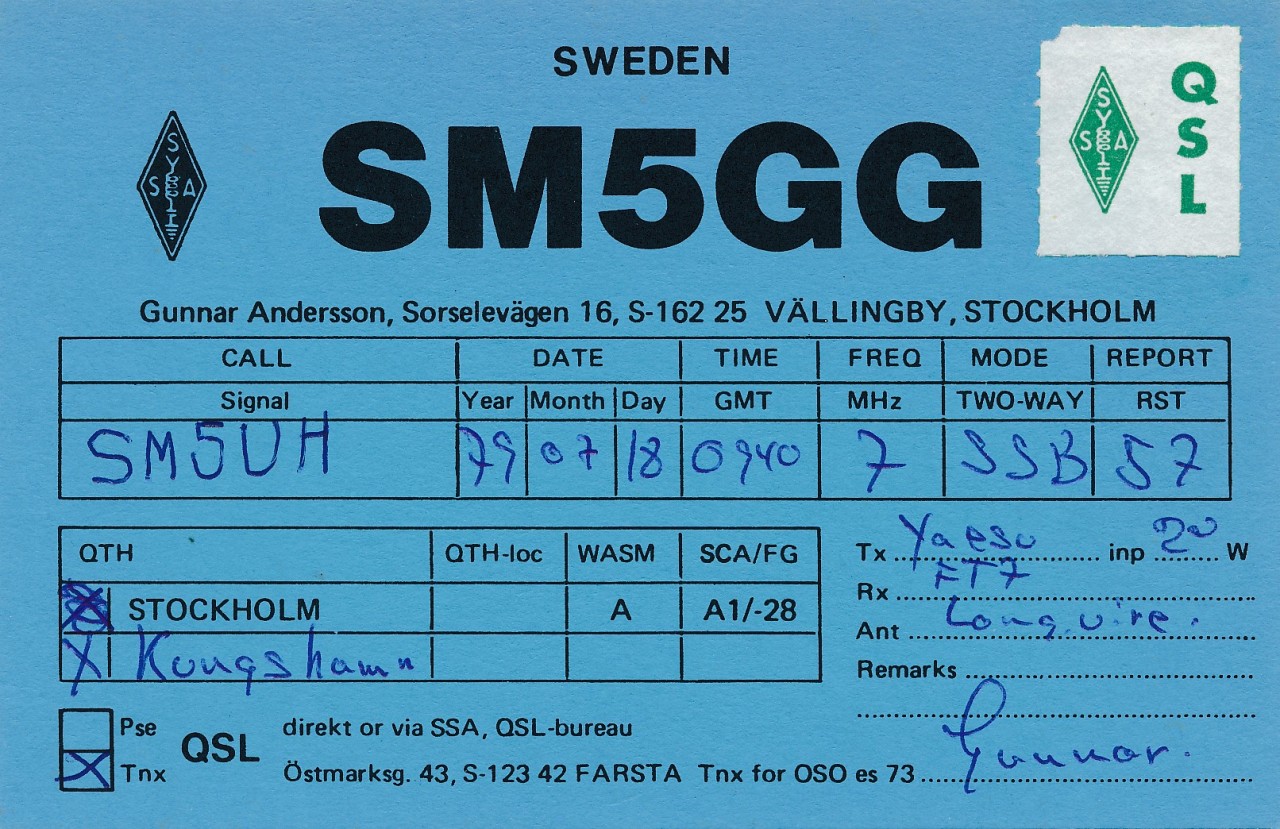 SWEDEN
SM5GG
SSA
SSA
QSL
Gunnar Andersson, Sorselevägen 16, S-162 25 VÄLLINGBY, STOCKHOLM
CALL DATE TIME FREQ MODE REPORT
Signal Year Month Day GMT MHz TWO-WAY RST
SM5UH 79 07 18 0940 7 SSB 57
QTH QTH-loc WASM SCA/FG
STOCKHOLM A A1/-28
X Kungshamn
Tx Yaesu inp 20 W
Rx FT7
Ant Longwire.
Remarks
Pse
X Tnx
QSL direkt or via SSA, QSL-bureau
Östmarksg. 43, S-123 42 FARSTA Tnx for QSO es 73 Gunnar.